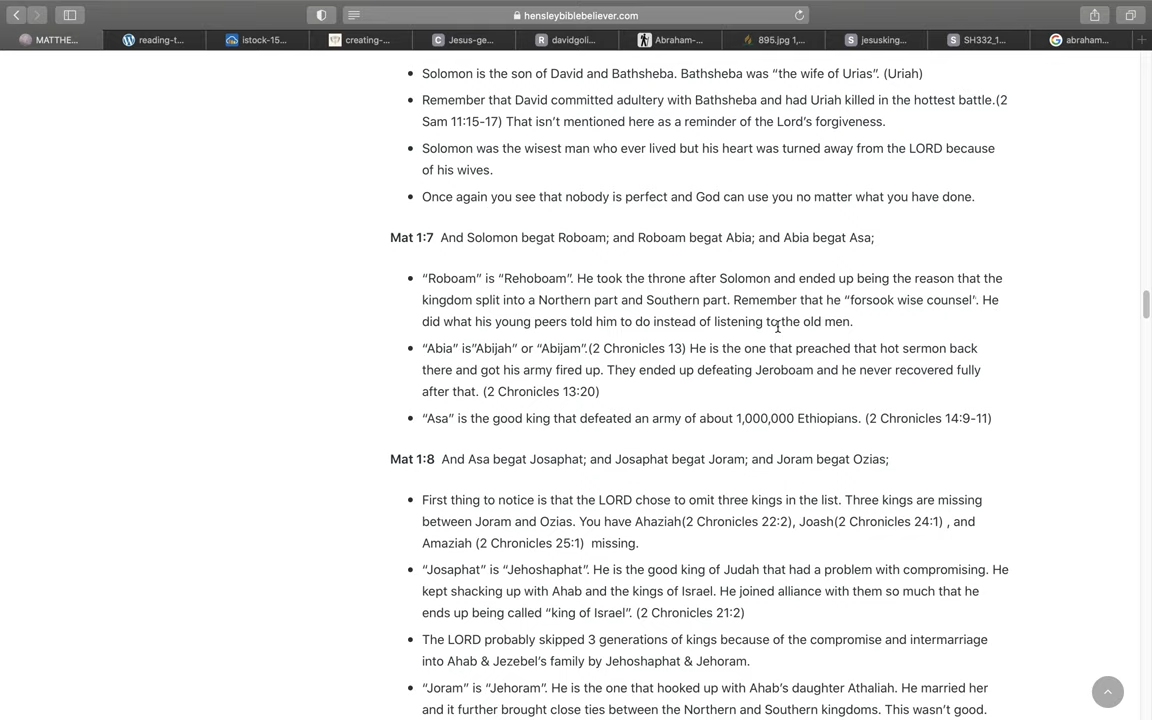 hensleybiblebeliever.com
MATTHE...
reading-t...
istock-15...
creating-...
C Jesus-ge...
R davidgoli...
Abraham-...
895.jpg 1,...
S jesusking...
S SH332_1...
G abraham...
• Solomon is the son of David and Bathsheba. Bathsheba was “the wife of Urias”. (Uriah)
• Remember that David committed adultery with Bathsheba and had Uriah killed in the hottest battle.(2
Sam 11:15-17) That isn’t mentioned here as a reminder of the Lord’s forgiveness.
• Solomon was the wisest man who ever lived but his heart was turned away from the LORD because
of his wives.
• Once again you see that nobody is perfect and God can use you no matter what you have done.
Mat 1:7 And Solomon begat Roboam; and Roboam begat Abia; and Abia begat Asa;
• “Roboam” is “Rehoboam”. He took the throne after Solomon and ended up being the reason that the
kingdom split into a Northern part and Southern part. Remember that he “forsook wise counsel’. He
did what his young peers told him to do instead of listening to the old men.
• “Abia” is”Abijah” or “Abijam”.(2 Chronicles 13) He is the one that preached that hot sermon back
there and got his army fired up. They ended up defeating Jeroboam and he never recovered fully
after that. (2 Chronicles 13:20)
• “Asa” is the good king that defeated an army of about 1,000,000 Ethiopians. (2 Chronicles 14:9-11)
Mat 1:8 And Asa begat Josaphat; and Josaphat begat Joram; and Joram begat Ozias;
• First thing to notice is that the LORD chose to omit three kings in the list. Three kings are missing
between Joram and Ozias. You have Ahaziah(2 Chronicles 22:2), Joash(2 Chronicles 24:1) , and
Amaziah (2 Chronicles 25:1) missing.
• “Josaphat” is “Jehoshaphat”. He is the good king of Judah that had a problem with compromising. He
kept shacking up with Ahab and the kings of Israel. He joined alliance with them so much that he
ends up being called “king of Israel”. (2 Chronicles 21:2)
• The LORD probably skipped 3 generations of kings because of the compromise and intermarriage
into Ahab & Jezebel’s family by Jehoshaphat & Jehoram.
• “Joram” is “Jehoram”. He is the one that hooked up with Ahab’s daughter Athaliah. He married her
and it further brought close ties between the Northern and Southern kingdoms. This wasn’t good.